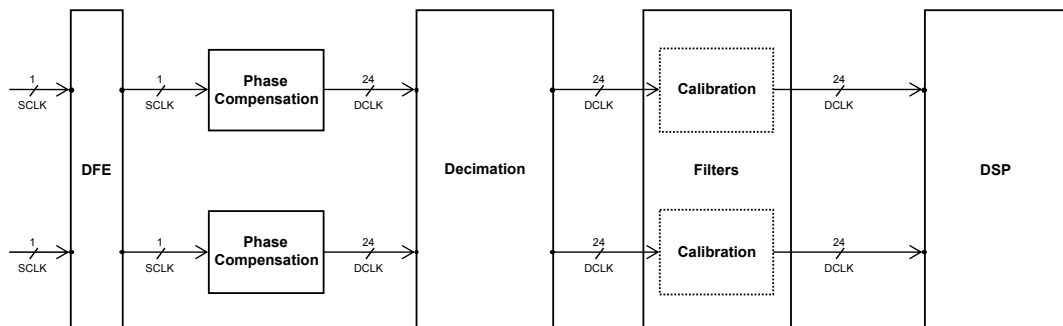 1
SCLK
DFE
1
SCLK
Phase
Compensation
24
DCLK
Decimation
24
DCLK
Filters
Calibration
24
DCLK
DSP
1
SCLK
1
SCLK
Phase
Compensation
24
DCLK
24
DCLK
Calibration
24
DCLK